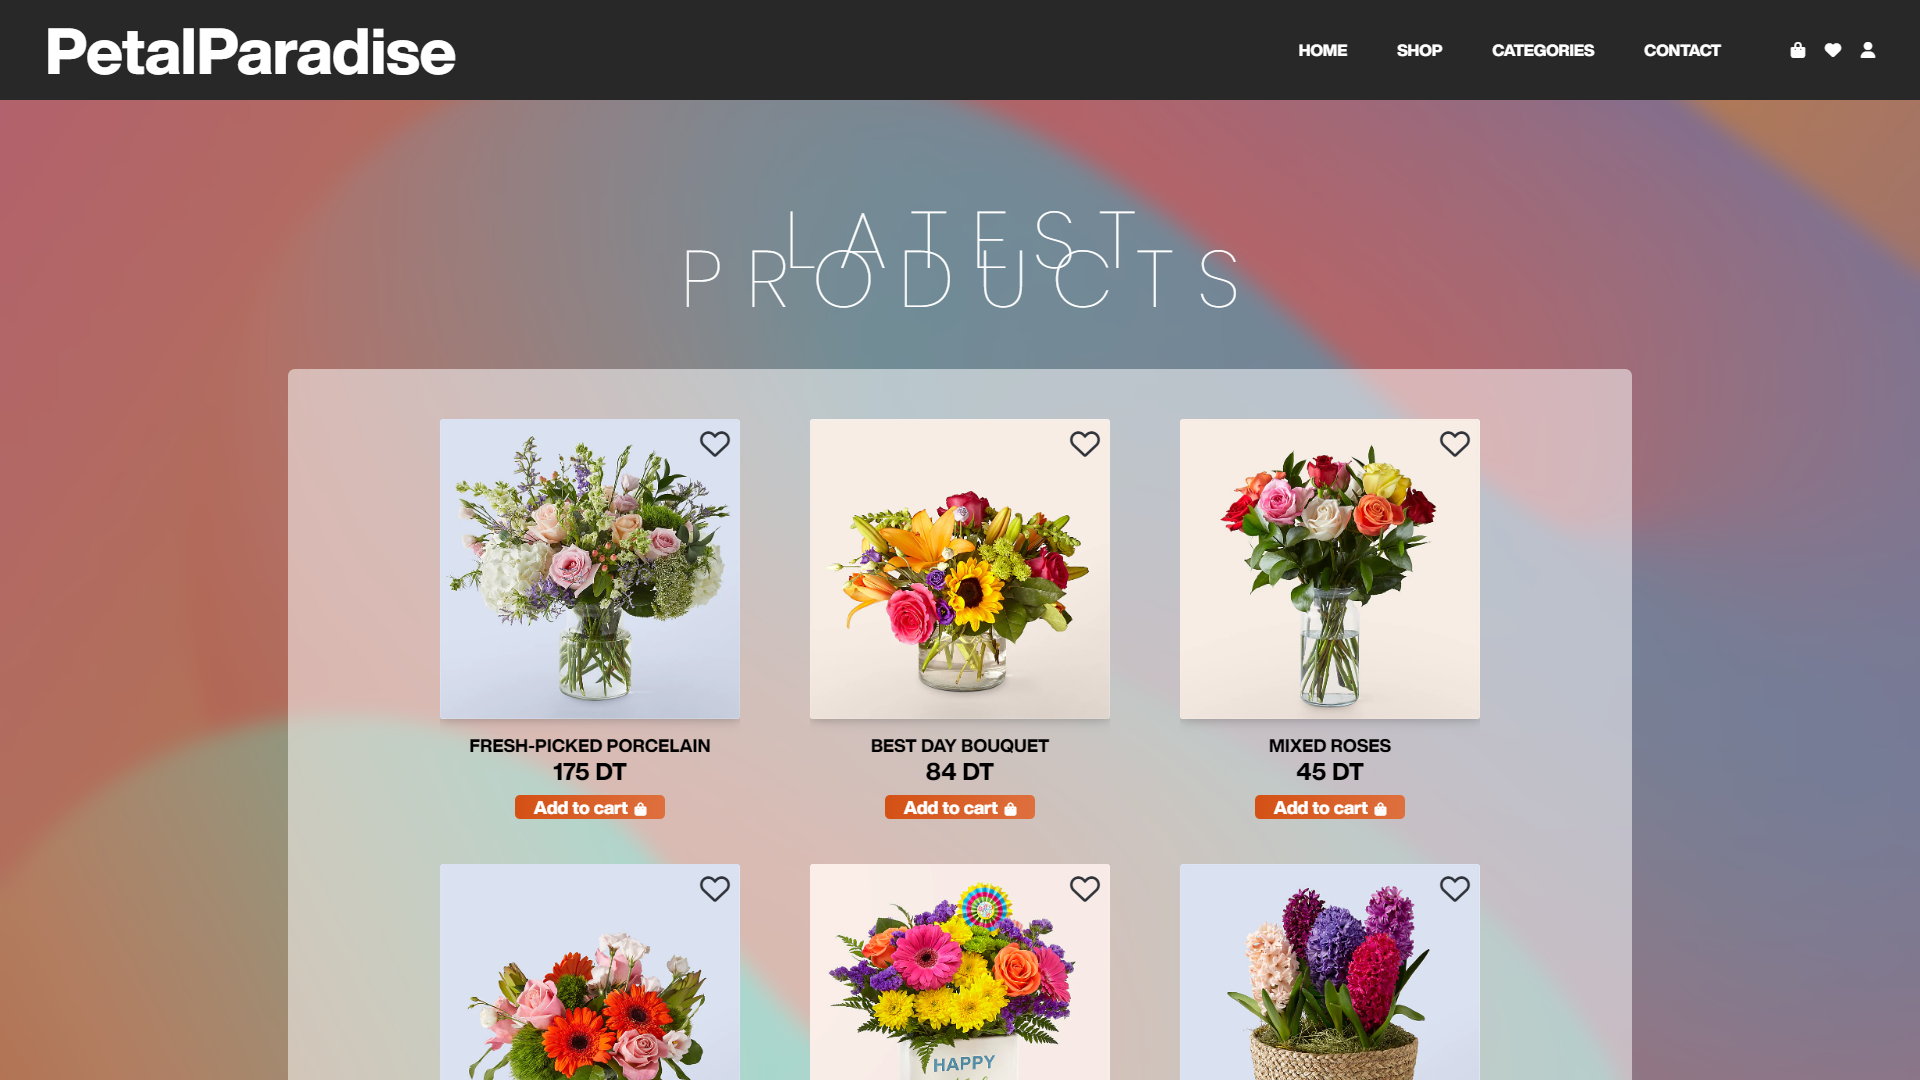 PetalParadise
HOME
SHOP
CATEGORIES
CONTACT
LATEST
PRODUCTS
FRESH-PICKED PORCELAIN
175 DT
Add to cart
BEST DAY BOUQUET
84 DT
Add to cart
MIXED ROSES
45 DT
Add to cart
HAPPY